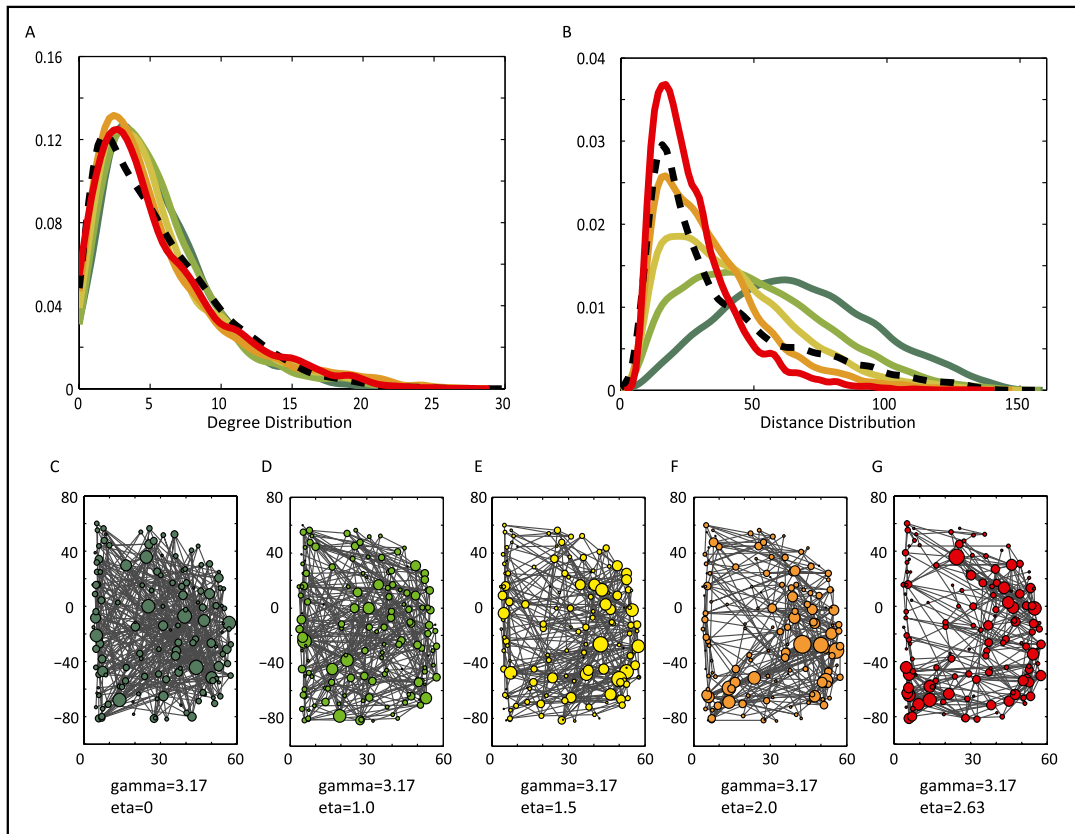 A
B
0.16
0.12
0.08
0.04
0
0 5 10 15 20 25 30
Degree Distribution
0.04
0.03
0.02
0.01
0
0 50 100 150
Distance Distribution
C
D
E
F
G
80
40
0
−40
−80
0 60
gamma=3.17
eta=0
80
40
0
−40
−80
0 60
gamma=3.17
eta=1.0
80
40
0
−40
−80
0 60
gamma=3.17
eta=1.5
80
40
0
−40
−80
0 60
gamma=3.17
eta=2.0
80
40
0
−40
−80
0 60
gamma=3.17
eta=2.63